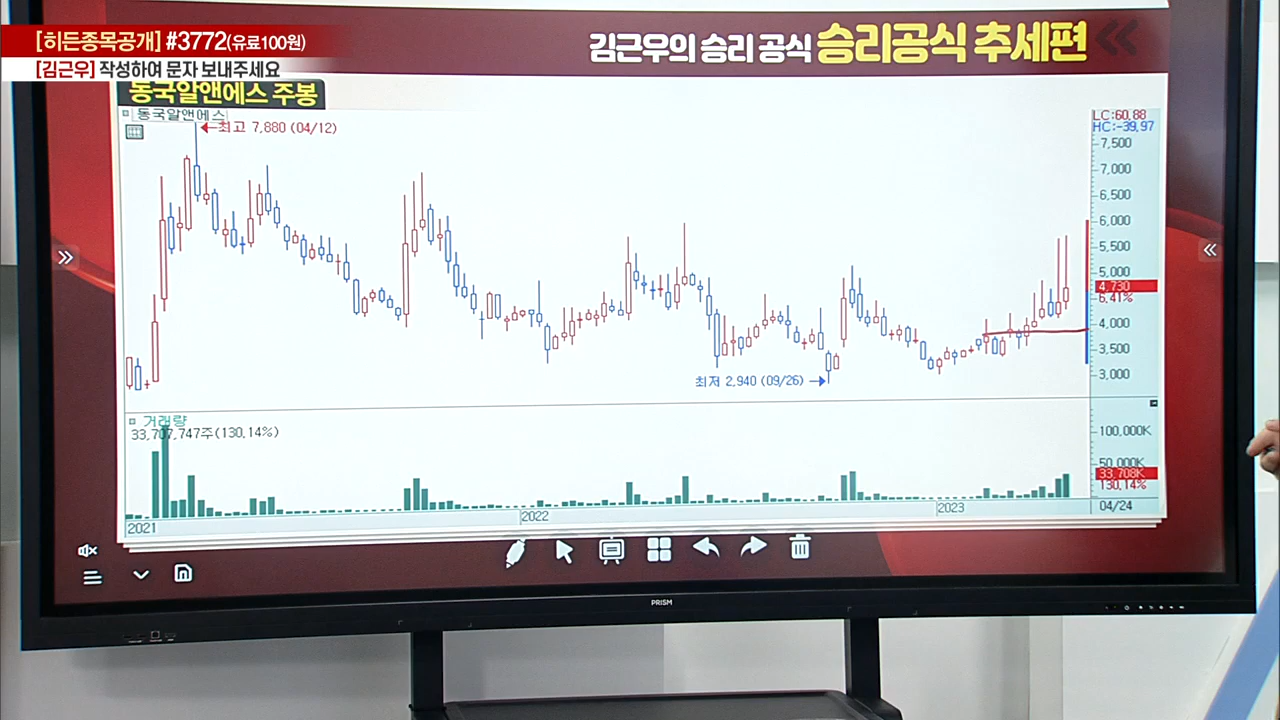 [히든종목공개] #3772(유료100원)
[김근우] 작성하여 문자 보내주세요
김근우의 승리 공식 승리공식 추세편
동국알앤에스 주봉
동국알앤에스
최고 7,880 (04/12)
LC:60.88
HC:-39.97
7,500
7,000
6,500
6,000
5,500
5,000
4,730
6.41%
4,000
3,500
3,000
최저 2,940 (09/26)
거래량
33,707,747주(130.14%)
100,000K
50,000K
33,708K
130.14%
2021
2022
2023
04/24
PRISM